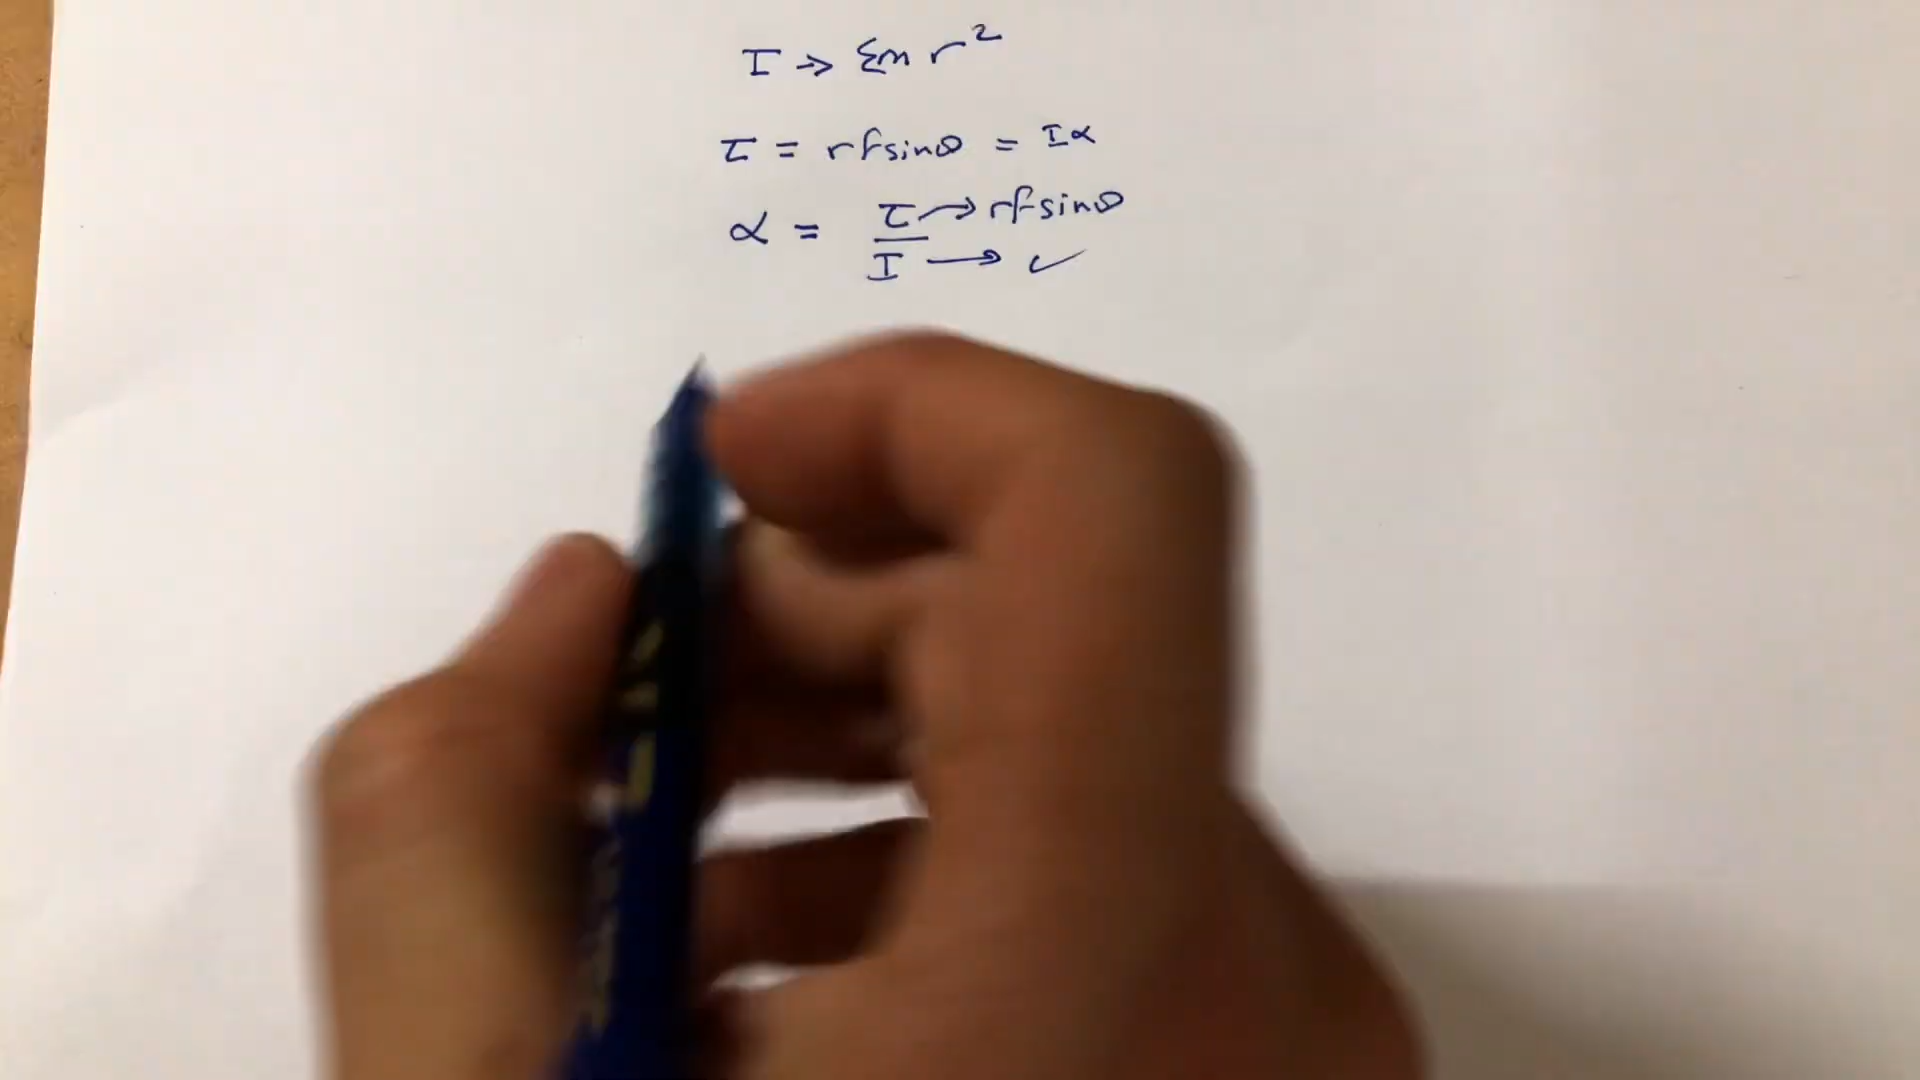 I → Σm r²
τ = rFsinθ = Iα
α = τ → rFsinθ
I → ✓